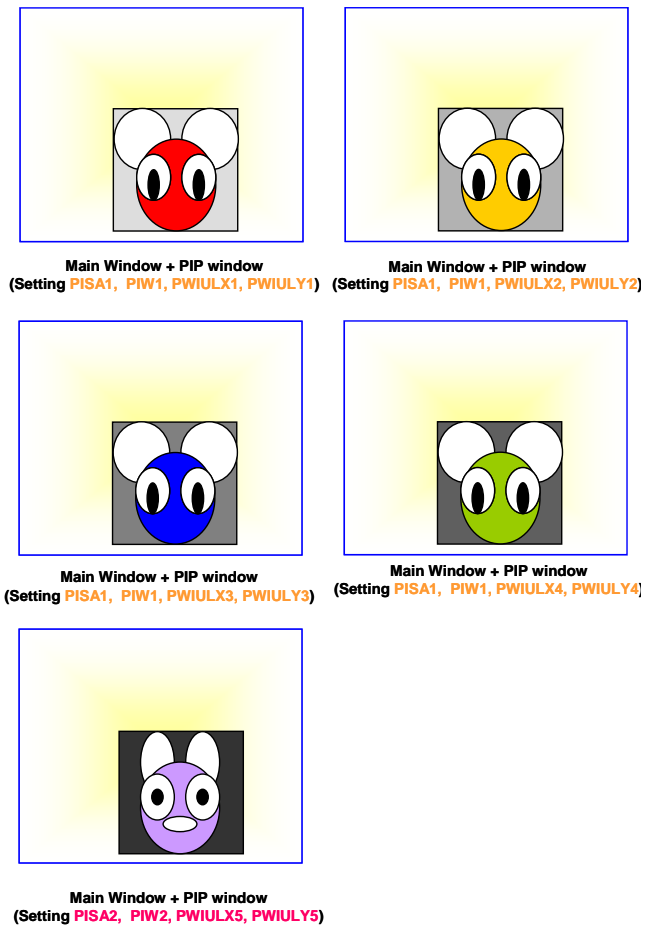 Main Window + PIP window
(Setting PISA1, PIW1, PWIULX1, PWIULY1)
Main Window + PIP window
(Setting PISA1, PIW1, PWIULX2, PWIULY2)
Main Window + PIP window
(Setting PISA1, PIW1, PWIULX3, PWIULY3)
Main Window + PIP window
(Setting PISA1, PIW1, PWIULX4, PWIULY4)
Main Window + PIP window
(Setting PISA2, PIW2, PWIULX5, PWIULY5)